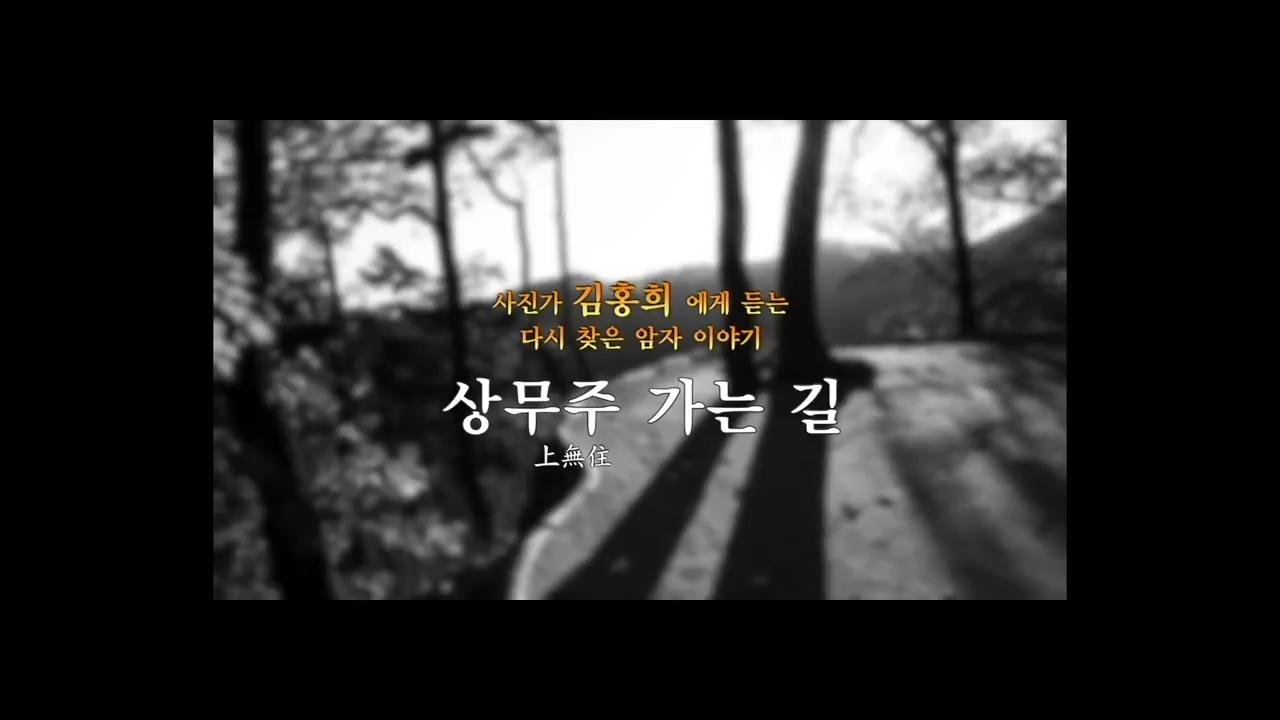 사진가 김홍희 에게 듣는
다시 찾은 암자 이야기
상무주 가는 길
上無住